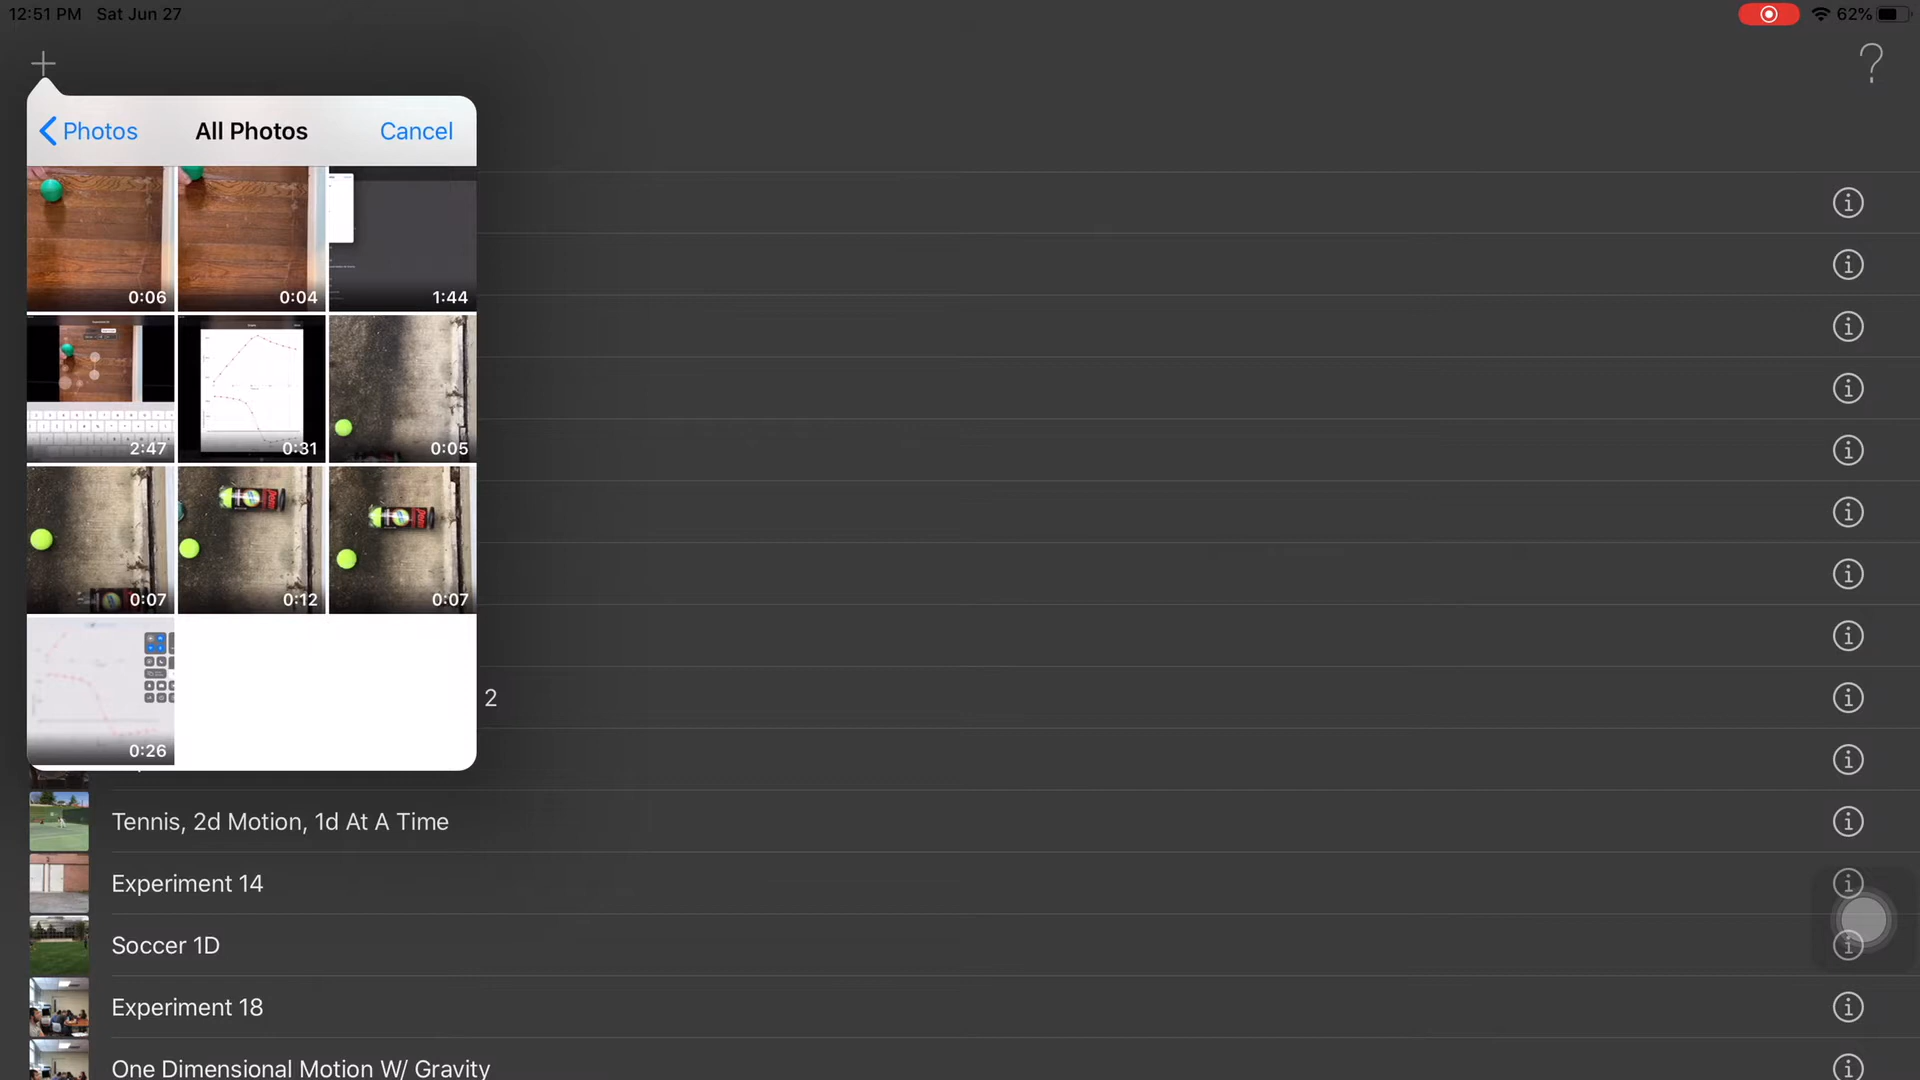 12:51 PM Sat Jun 27
62%
+
?
Photos
All Photos
Cancel
0:06
0:04
1:44
2:47
0:31
0:05
0:07
0:12
0:07
0:26
2
Tennis, 2d Motion, 1d At A Time
Experiment 14
Soccer 1D
Experiment 18
One Dimensional Motion W/ Gravity